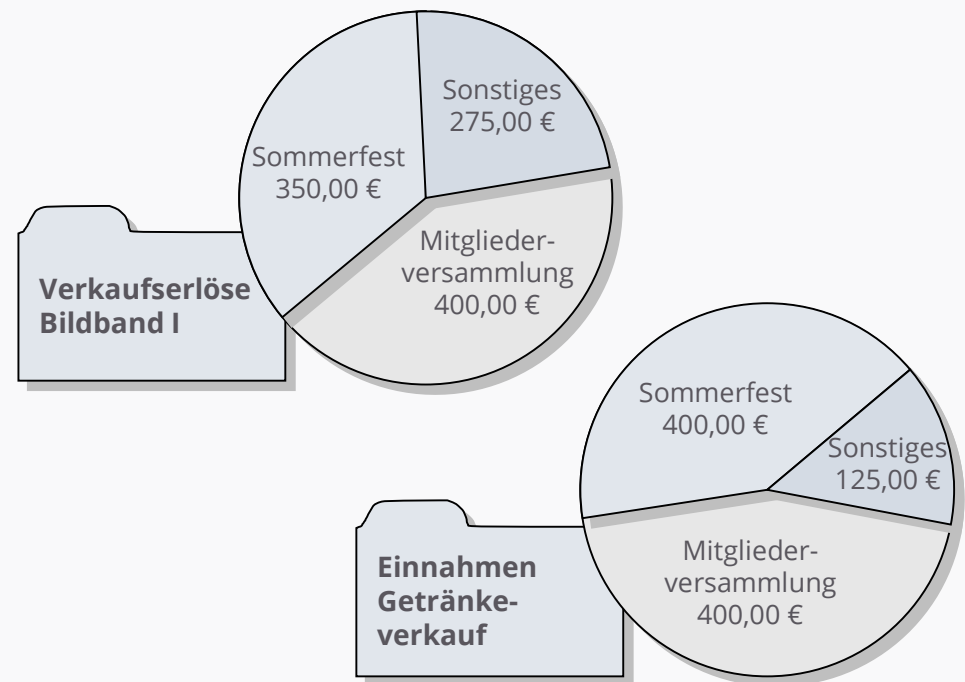 Sonstiges
275,00 €
Sommerfest
350,00 €
Mitglieder-
versammlung
400,00 €
Verkaufserlöse
Bildband I
Sommerfest
400,00 €
Sonstiges
125,00 €
Mitglieder-
versammlung
400,00 €
Einnahmen
Getränke-
verkauf